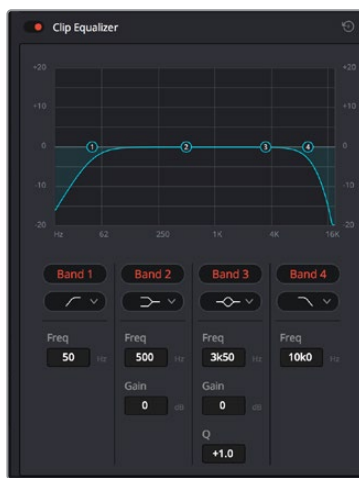 Clip Equalizer
+20 +20
+10 +10
0 1 2 3 4 0
-10 -10
-20 -20
Hz 62 250 1K 4K 16K
Band 1 Band 2 Band 3 Band 4
Freq Freq Freq Freq
50 Hz 500 Hz 3k50 Hz 10k0 Hz
Gain Gain
0 dB 0 dB
Q
+1.0